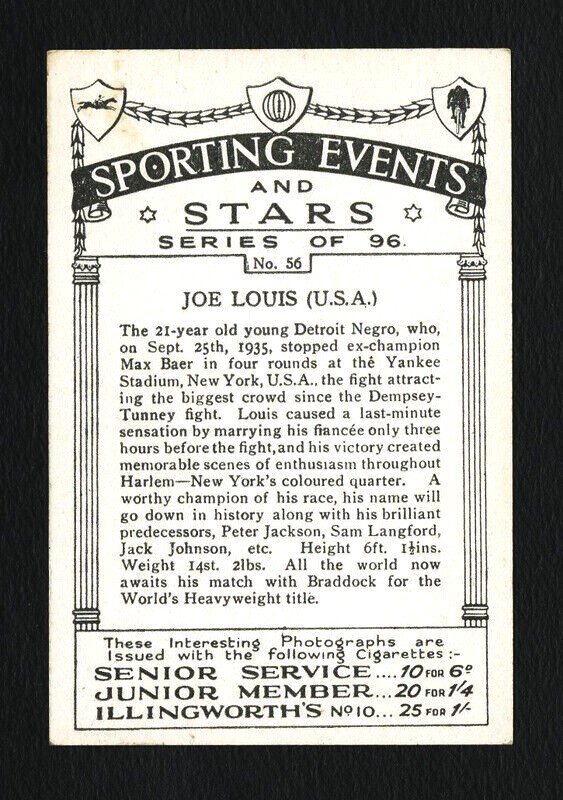 SPORTING EVENTS
AND
STARS
SERIES OF 96.
No. 56
JOE LOUIS (U.S.A.)
The 21-year old young Detroit Negro, who,
on Sept. 25th, 1935, stopped ex-champion
Max Baer in four rounds at the Yankee
Stadium, New York, U.S.A., the fight attract-
ing the biggest crowd since the Dempsey-
Tunney fight. Louis caused a last-minute
sensation by marrying his fiancée only three
hours before the fight, and his victory created
memorable scenes of enthusiasm throughout
Harlem—New York's coloured quarter. A
worthy champion of his race, his name will
go down in history along with his brilliant
predecessors, Peter Jackson, Sam Langford,
Jack Johnson, etc. Height 6ft. 1½ins.
Weight 14st. 2lbs. All the world now
awaits his match with Braddock for the
World's Heavyweight title.
These Interesting Photographs are
Issued with the following Cigarettes :-
SENIOR SERVICE .... 10 FOR 6D
JUNIOR MEMBER... 20 FOR 1/4
ILLINGWORTH'S No 10... 25 FOR 1/-